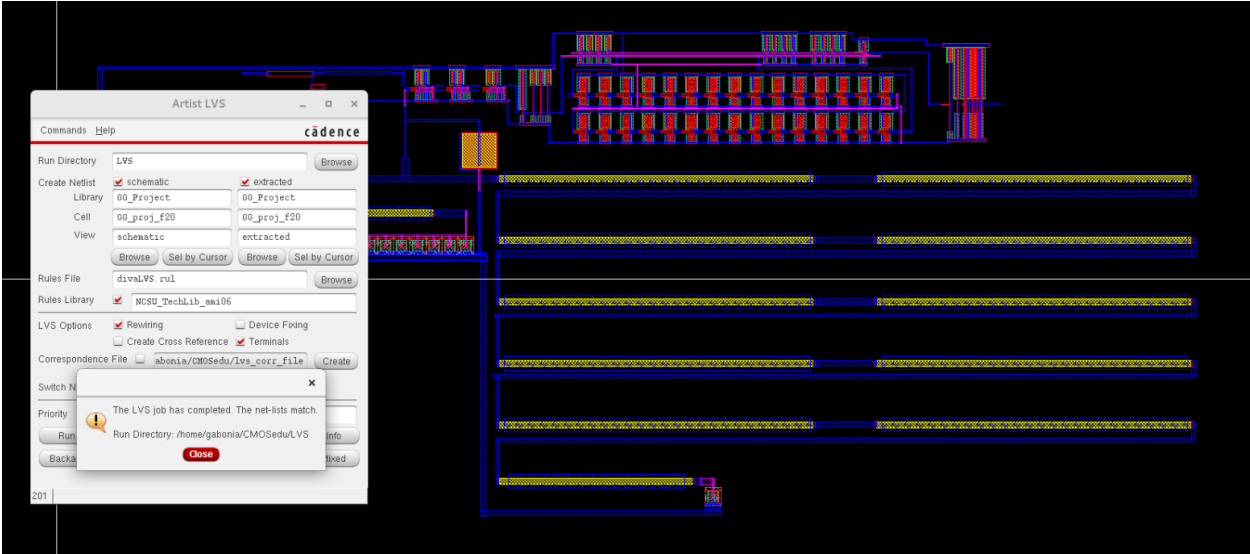 Artist LVS
Commands Help cādence
Run Directory LVS Browse
Create Netlist schematic extracted
Library GG_Project GG_Project
Cell GG_proj_f20 GG_proj_f20
View schematic extracted
Browse Sel by Cursor Browse Sel by Cursor
Rules File divaLVS.rul Browse
Rules Library NCSU_TechLib_ami06
LVS Options Rewiring Device Fixing
Create Cross Reference Terminals
Correspondence File abonia/CMOSedu/lvs_corr_file Create
Switch N
Priority
The LVS job has completed. The net-lists match.
Run Directory: /home/gabonia/CMOSedu/LVS
Close
Run Info
Backa Mixed
201